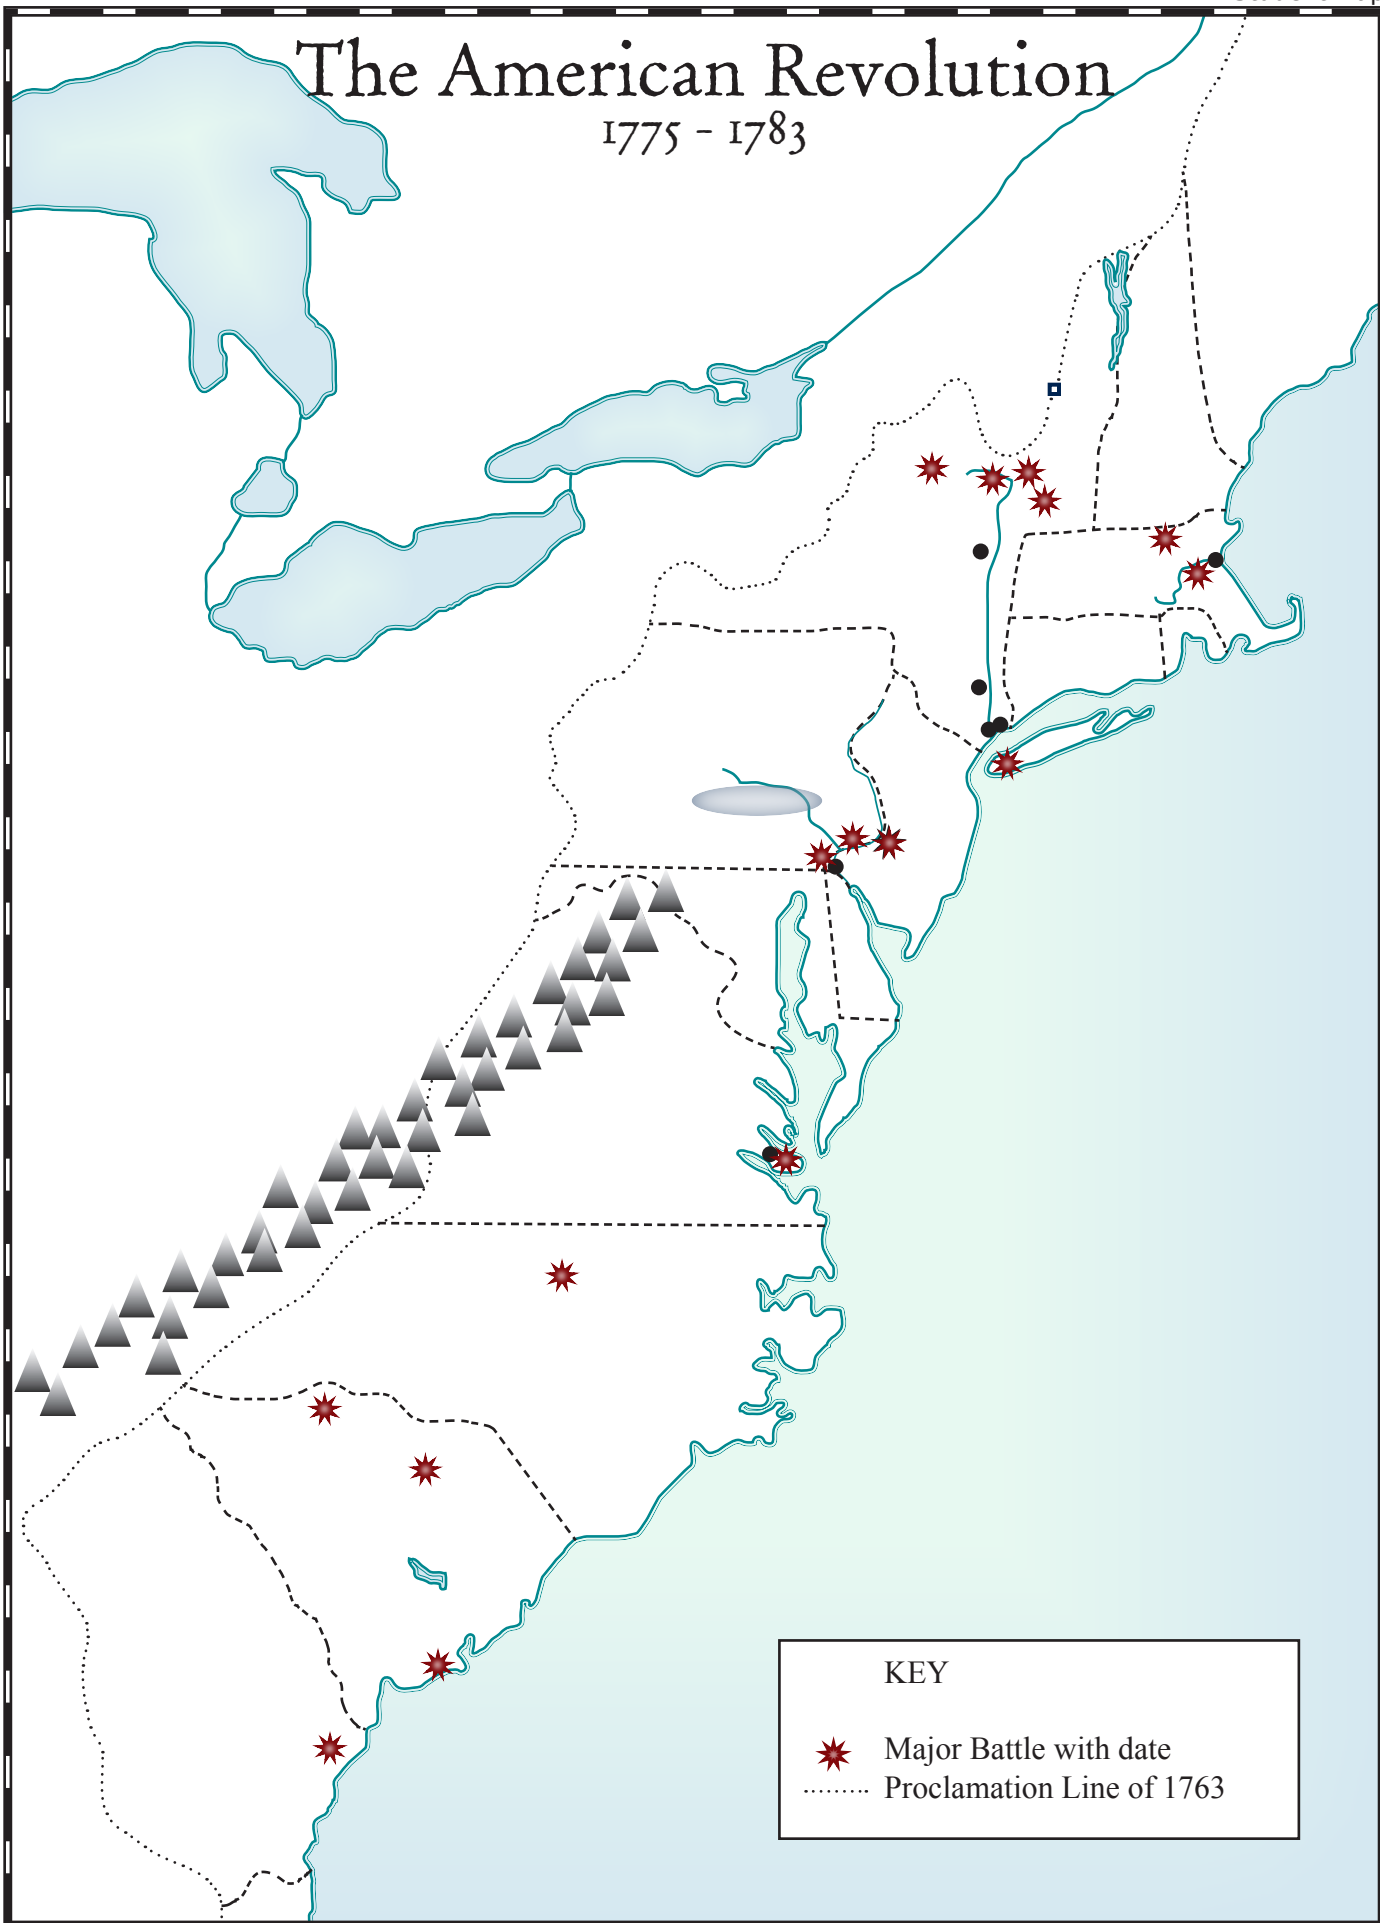 The American Revolution
1775 - 1783
KEY
Major Battle with date
Proclamation Line of 1763